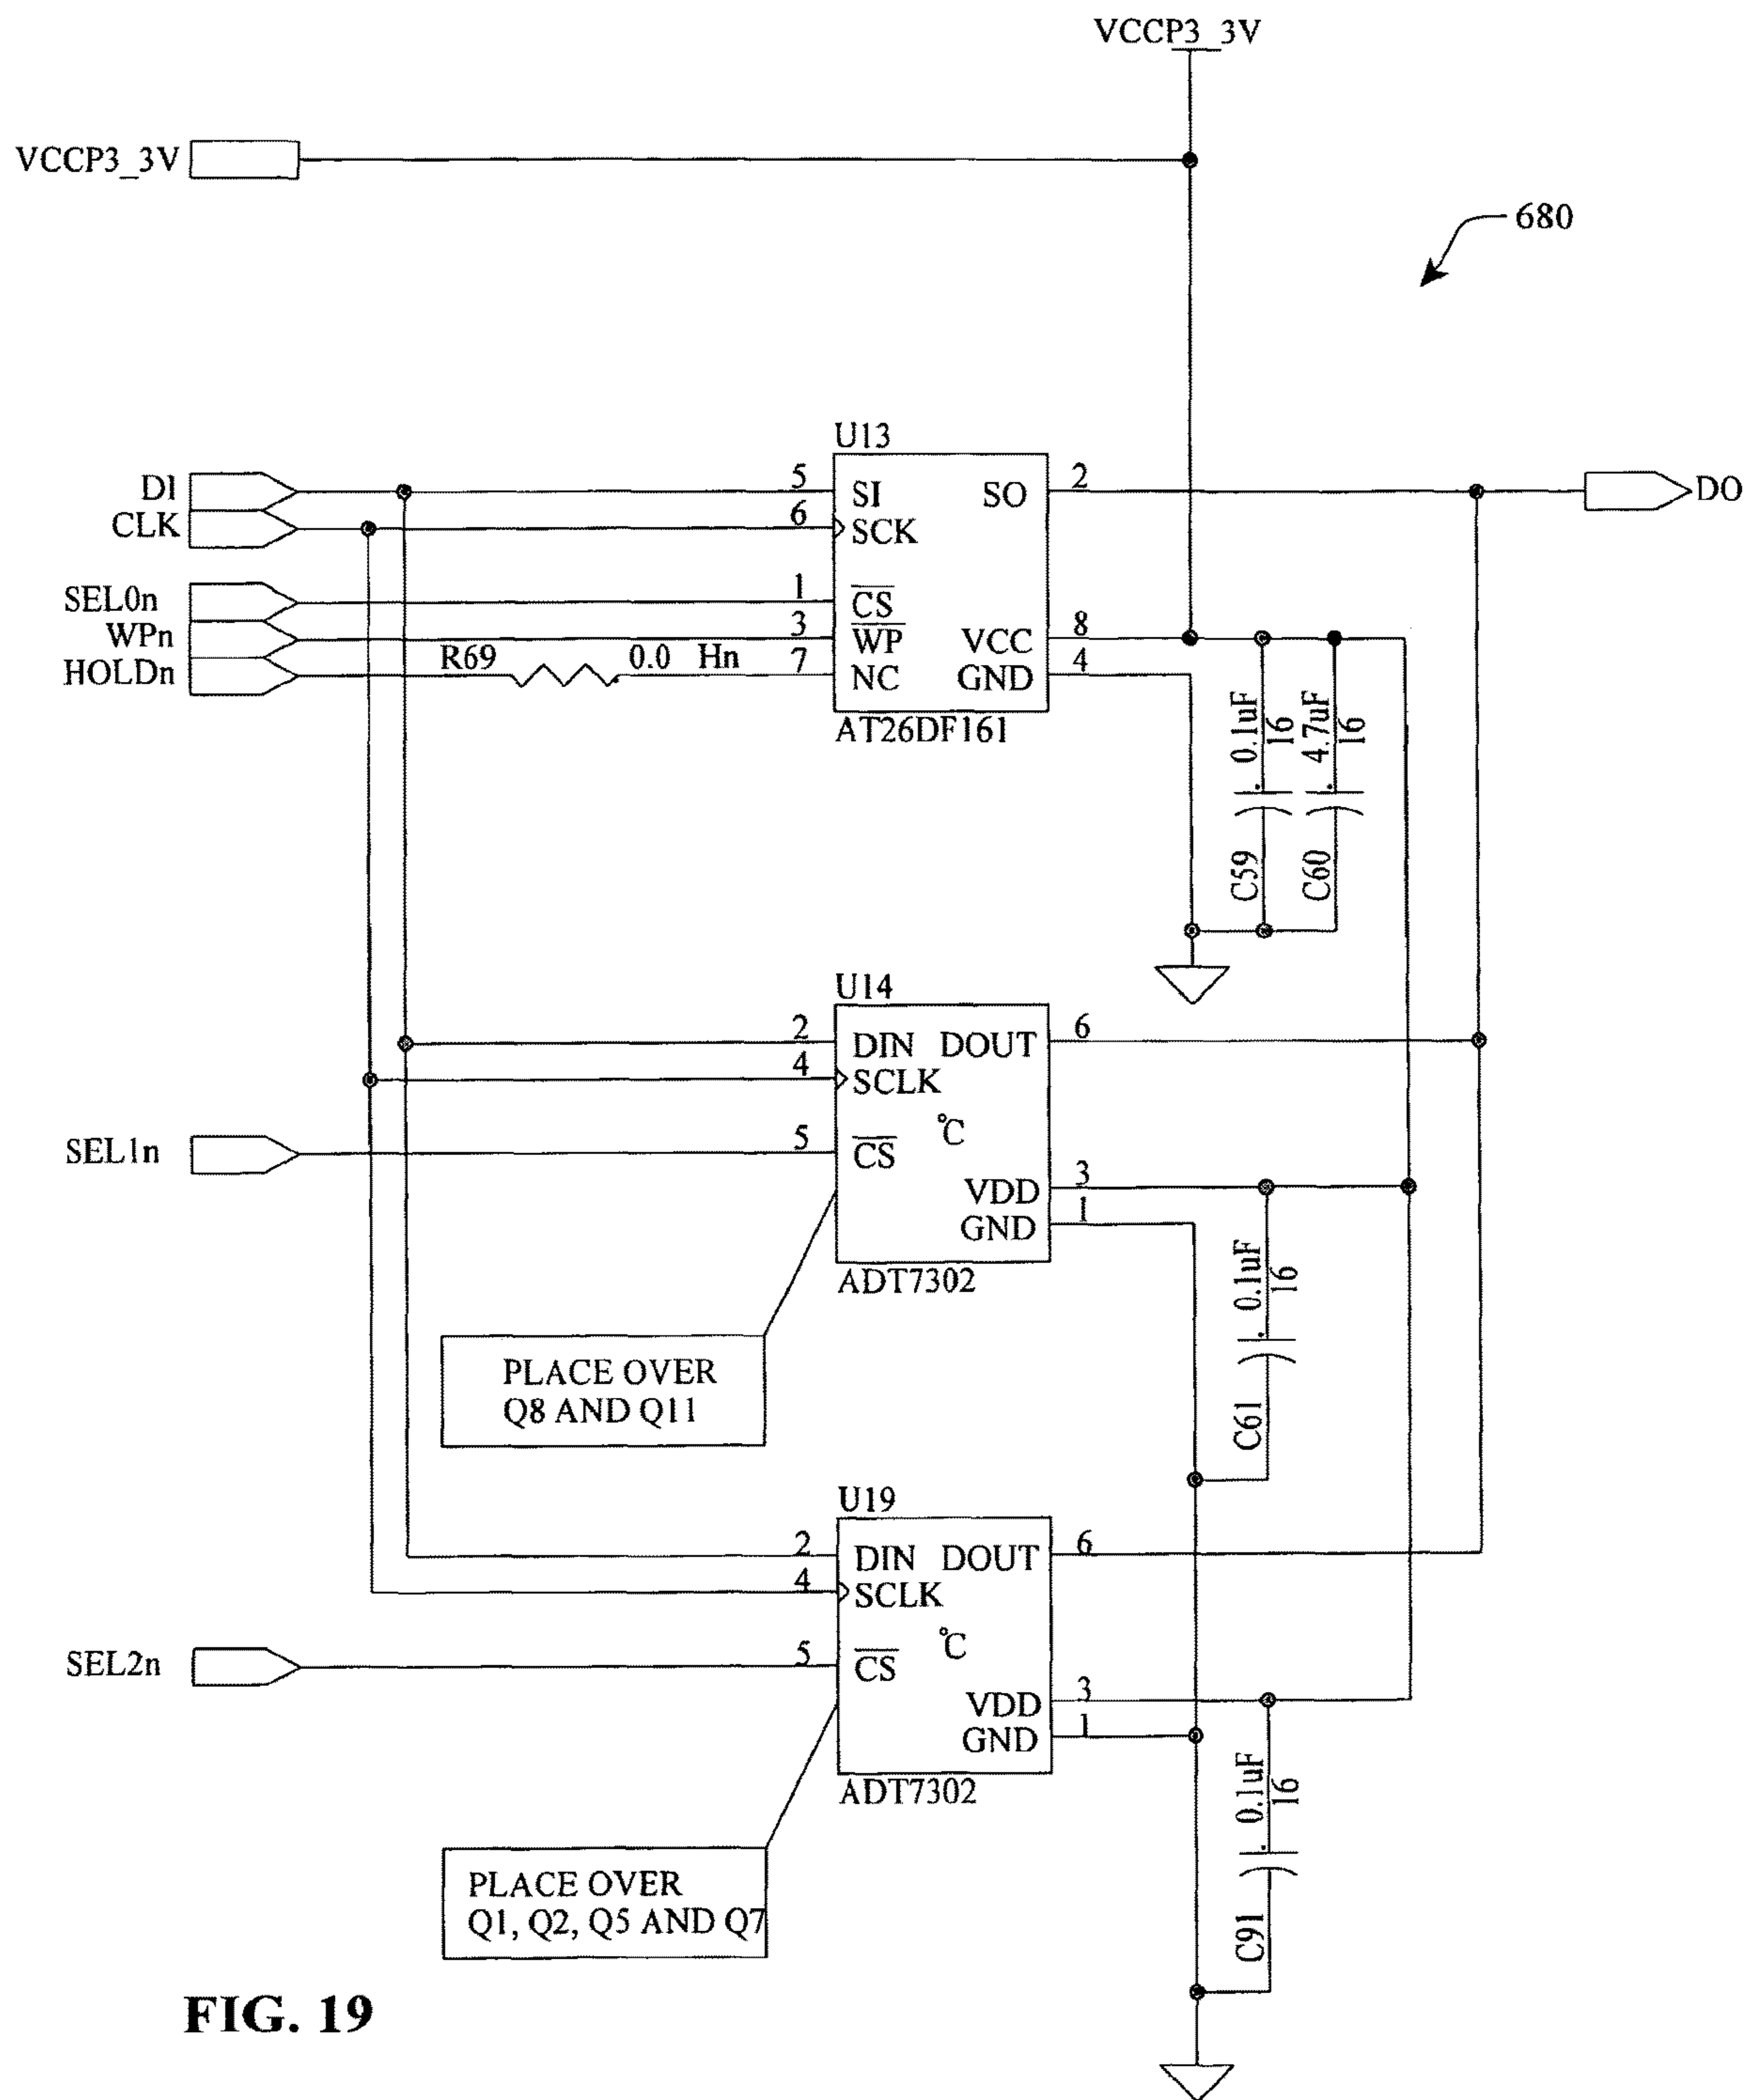 VCCP3_3V
VCCP3_3V
680
U13
DI
5
SI
SO
2
DO
CLK
6
SCK
SEL0n
1
CS
WPn
3
WP
VCC
8
HOLDn
R69
0.0 Hn
7
NC
GND
4
AT26DF161
0.1uF
16
4.7uF
16
C59
C60
U14
2
DIN
DOUT
6
4
SCLK
°C
SEL1n
5
CS
VDD
3
GND
1
ADT7302
0.1uF
16
C61
PLACE OVER
Q8 AND Q11
U19
2
DIN
DOUT
6
4
SCLK
°C
SEL2n
5
CS
VDD
3
GND
1
ADT7302
0.1uF
16
C91
PLACE OVER
Q1, Q2, Q5 AND Q7
FIG. 19